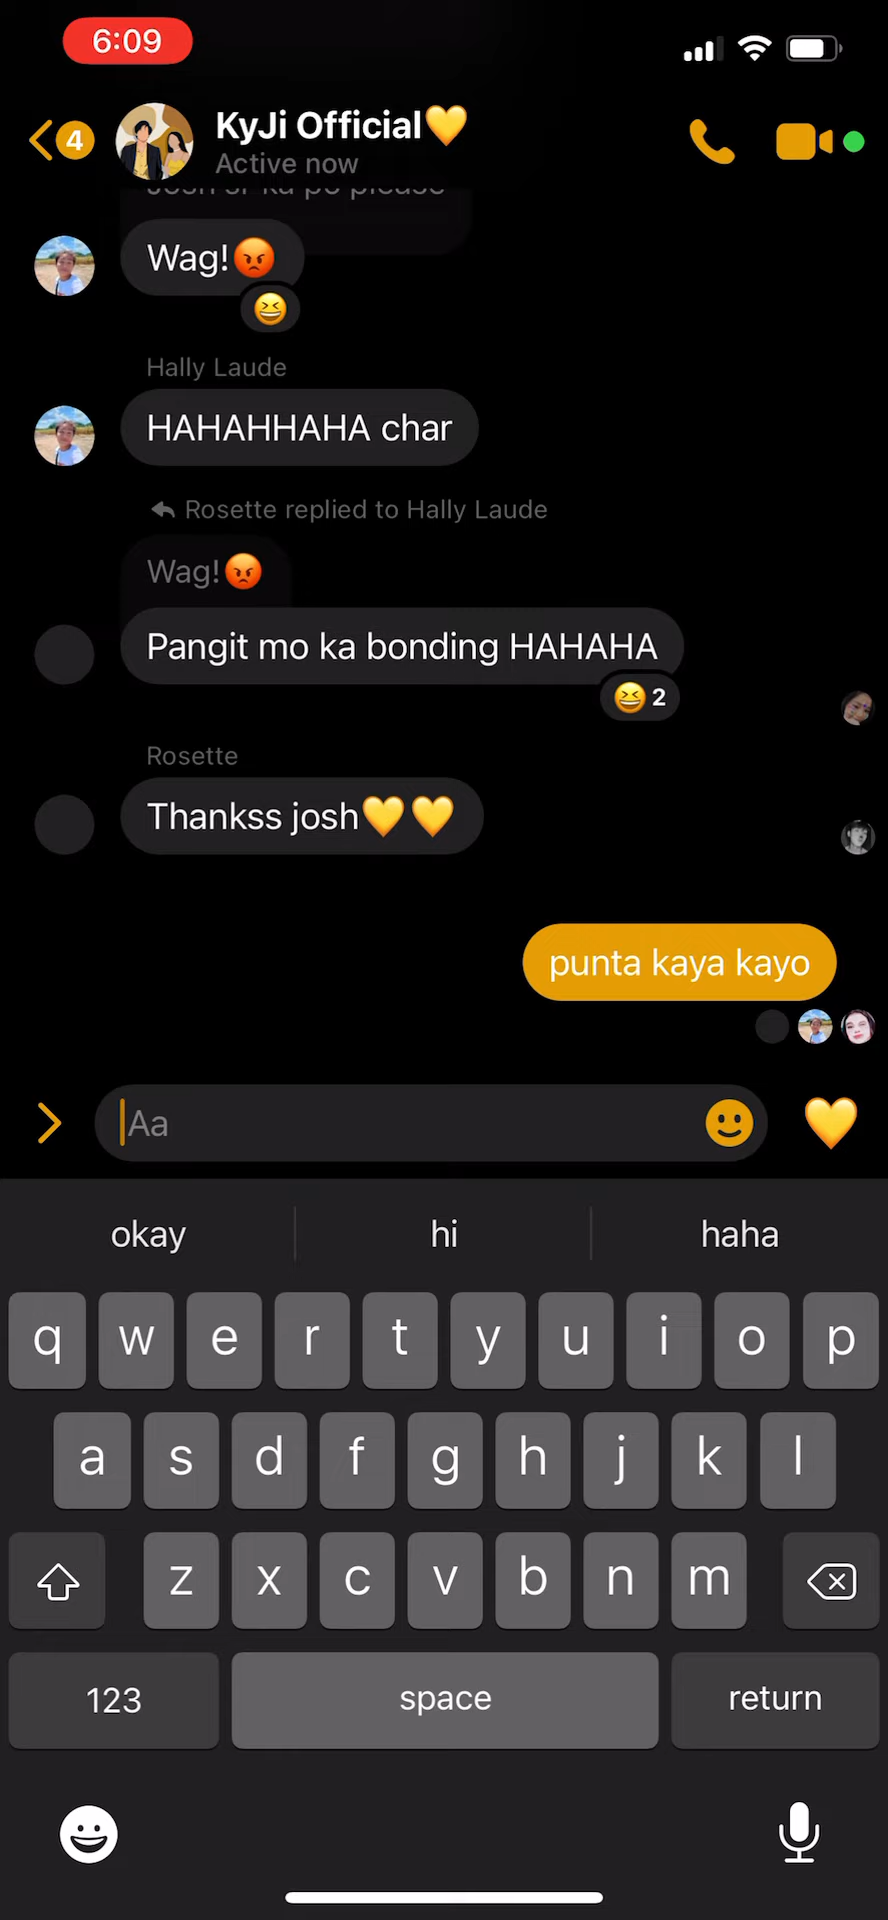 6:09
4
KyJi Official💛
Active now
Wag!😡
😆
Hally Laude
HAHAHHAHA char
Rosette replied to Hally Laude
Wag!😡
Pangit mo ka bonding HAHAHA
😆 2
Rosette
Thankss josh💛💛
punta kaya kayo
Aa
okay hi haha
q w e r t y u i o p
a s d f g h j k l
z x c v b n m
123 space return